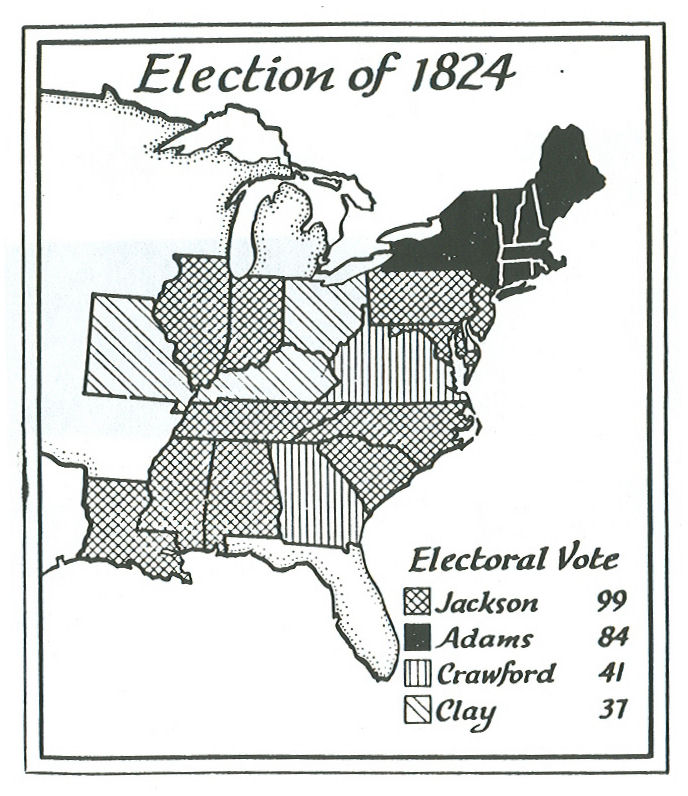 Election of 1824
Electoral Vote
Jackson 99
Adams 84
Crawford 41
Clay 37